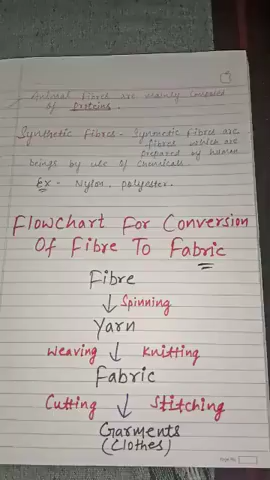 Animal Fibres are mainly composed
of Proteins.
Synthetic Fibres - Synthetic Fibres are
fibres which are
prepared by human
beings by use of chemicals.
Ex - Nylon, polyester.
Flowchart For Conversion
Of Fibre To Fabric
Fibre
↓ Spinning
Yarn
Weaving ↓ Knitting
Fabric
Cutting ↓ Stitching
Garments
(Clothes)